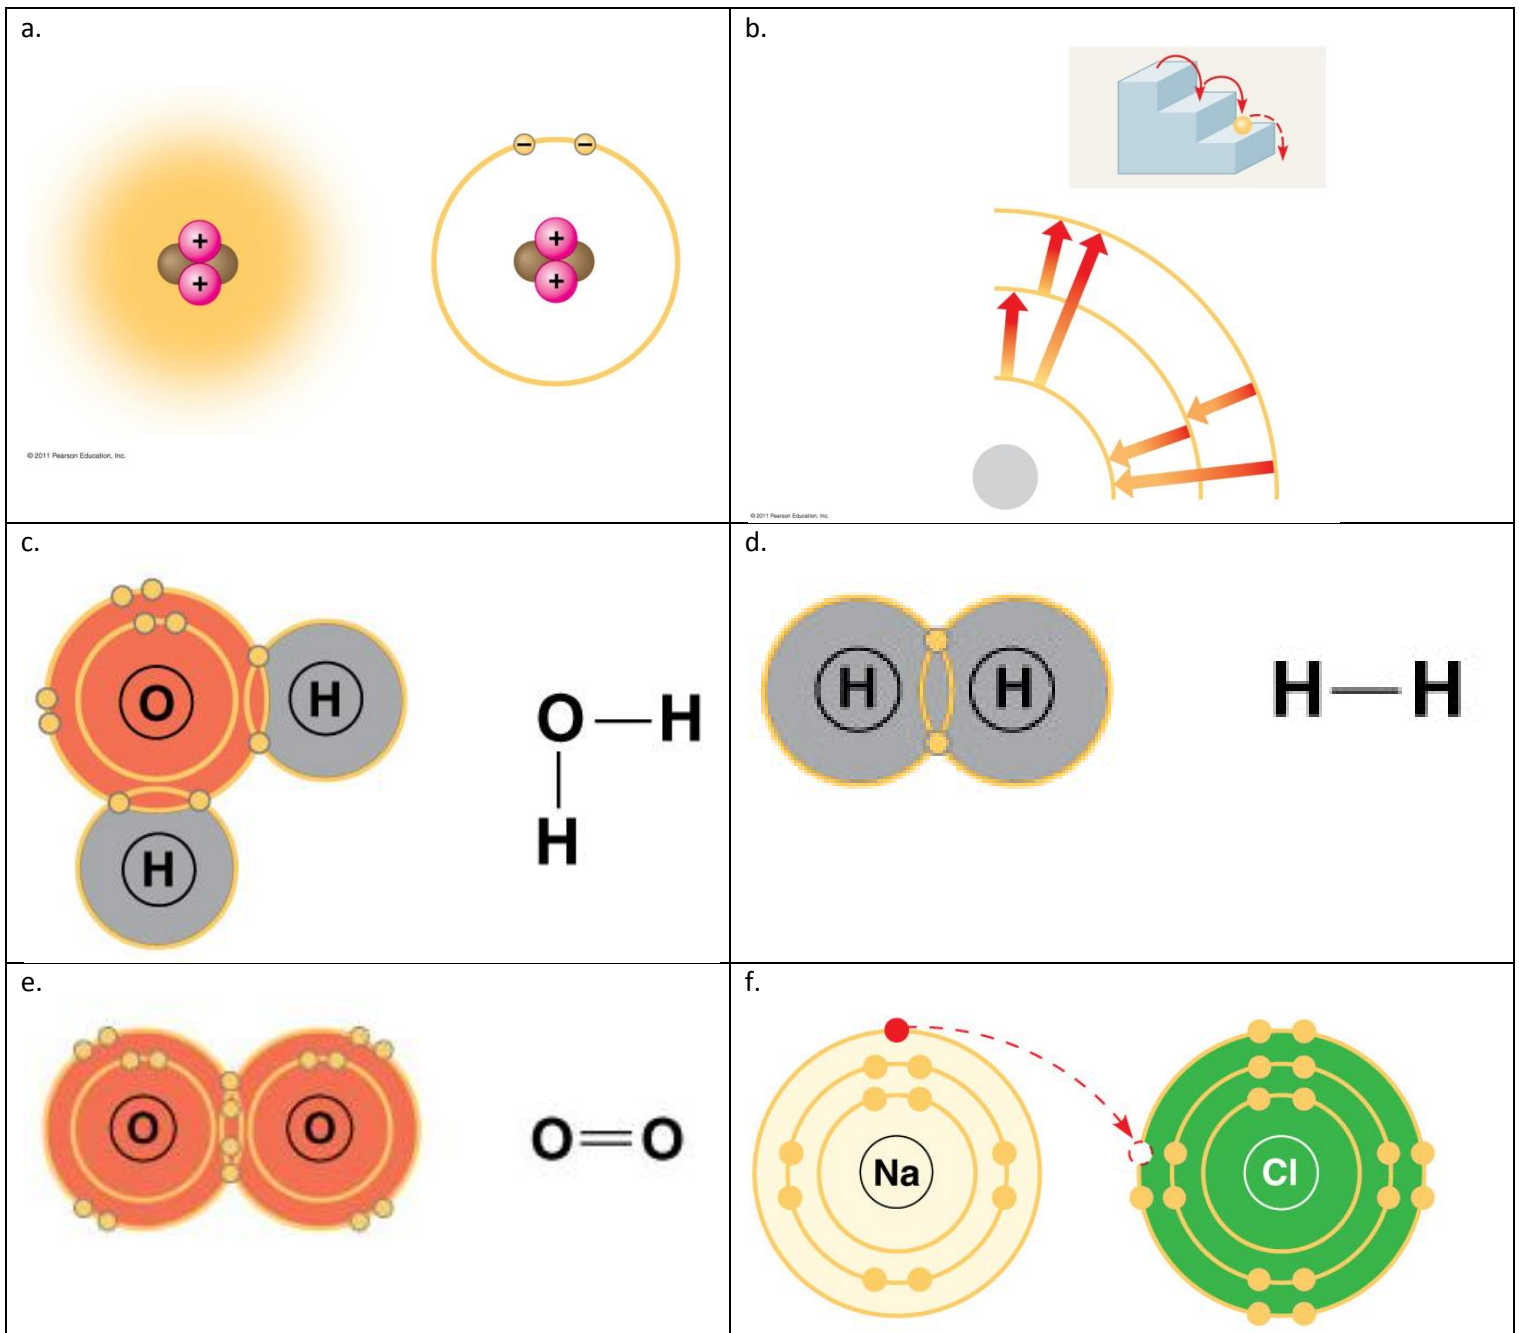 a.
+
+
− −
+
+
© 2011 Pearson Education, Inc.
b.
© 2011 Pearson Education, Inc.
c.
O
H
H
O — H
H
d.
H
H
H — H
e.
O
O
O = O
f.
Na
Cl